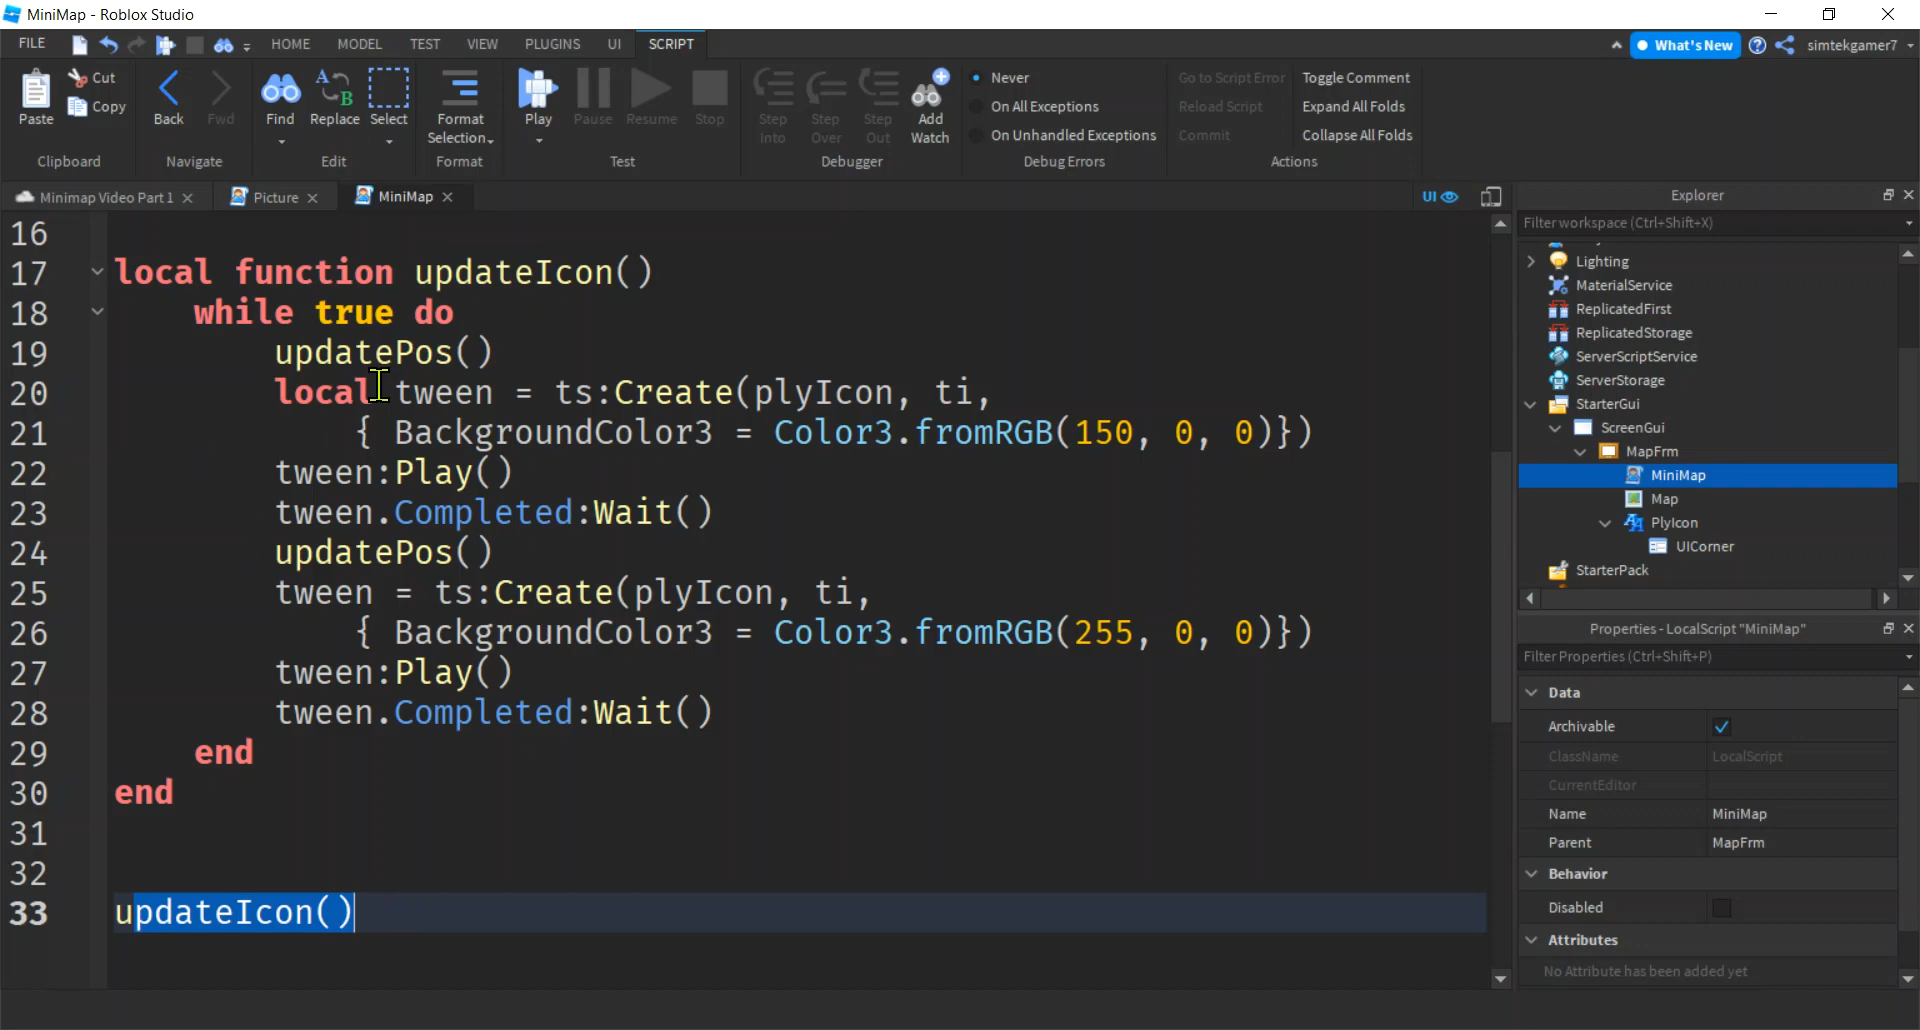 MiniMap - Roblox Studio
FILE HOME MODEL TEST VIEW PLUGINS UI SCRIPT What's New simtekgamer7
Paste Cut Copy Clipboard
Back Fwd Navigate
Find Replace Select Edit
Format Selection Format
Play Pause Resume Stop Test
Step Into Step Over Step Out Add Watch Debugger
Never
On All Exceptions
On Unhandled Exceptions
Debug Errors
Go to Script Error Toggle Comment
Reload Script Expand All Folds
Commit Collapse All Folds
Actions
Minimap Video Part 1 Picture MiniMap UI
16
17 local function updateIcon()
18 while true do
19 updatePos()
20 local tween = ts:Create(plyIcon, ti,
21 { BackgroundColor3 = Color3.fromRGB(150, 0, 0)})
22 tween:Play()
23 tween.Completed:Wait()
24 updatePos()
25 tween = ts:Create(plyIcon, ti,
26 { BackgroundColor3 = Color3.fromRGB(255, 0, 0)})
27 tween:Play()
28 tween.Completed:Wait()
29 end
30 end
31
32
33 updateIcon()
Explorer
Filter workspace (Ctrl+Shift+X)
Lighting
MaterialService
ReplicatedFirst
ReplicatedStorage
ServerScriptService
ServerStorage
StarterGui
ScreenGui
MapFrm
MiniMap
Map
PlyIcon
UICorner
StarterPack
Properties - LocalScript "MiniMap"
Filter Properties (Ctrl+Shift+P)
Data
Archivable
ClassName LocalScript
CurrentEditor
Name MiniMap
Parent MapFrm
Behavior
Disabled
Attributes
No Attribute has been added yet